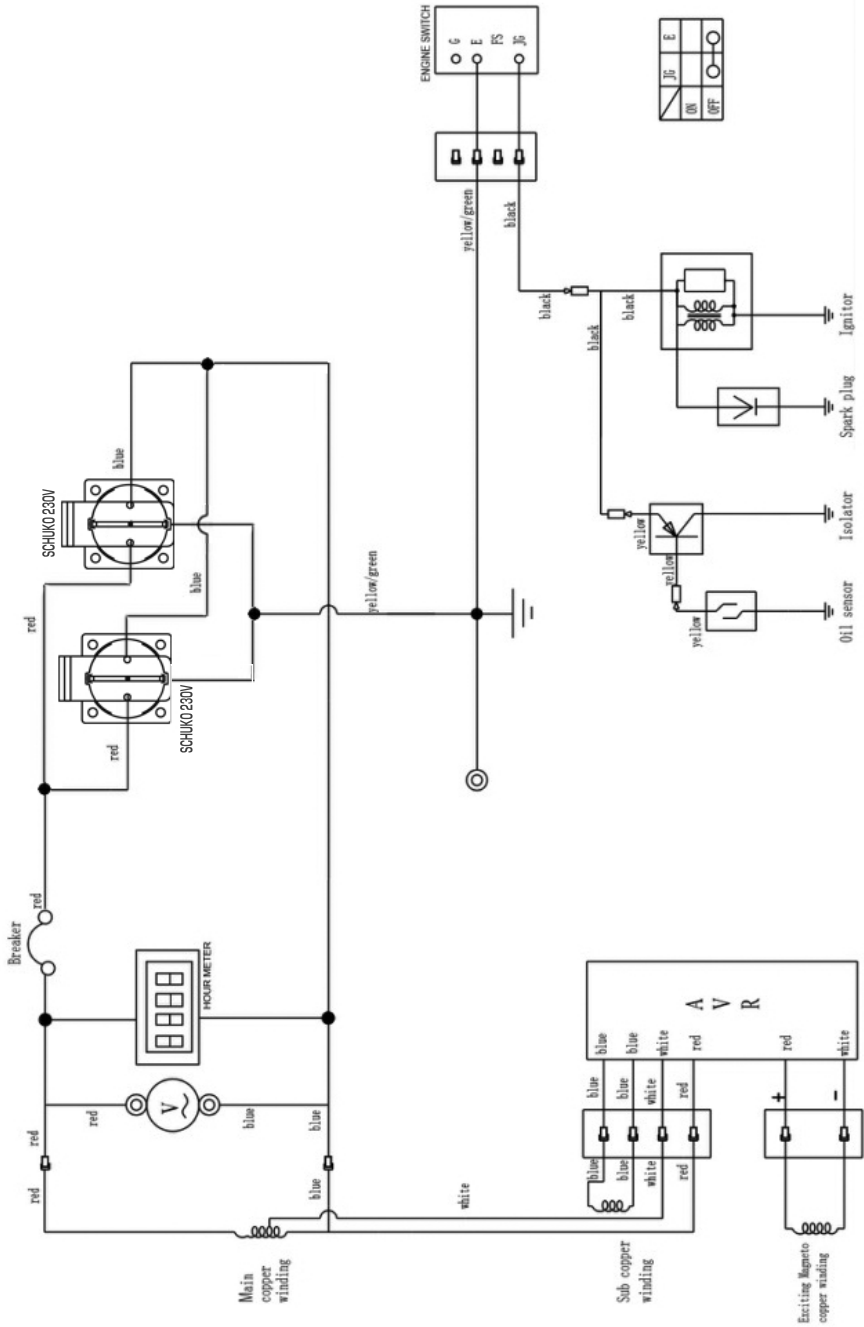 ENGINE SWITCH
G
E
FS
JG
JG
E
ON
OFF
yellow/green
black
black
black
black
Ignitor
Spark plug
Isolator
Oil sensor
yellow
yellow
yellow
SCHUKO 230V
SCHUKO 230V
blue
blue
red
red
yellow/green
Breaker
red
HOUR METER
V
red
blue
red
blue
red
blue
Main
copper
winding
white
Sub copper
winding
Exciting Magneto
copper winding
blue
blue
white
red
blue
blue
white
red
blue
blue
white
red
red
white
+
-
A
V
R